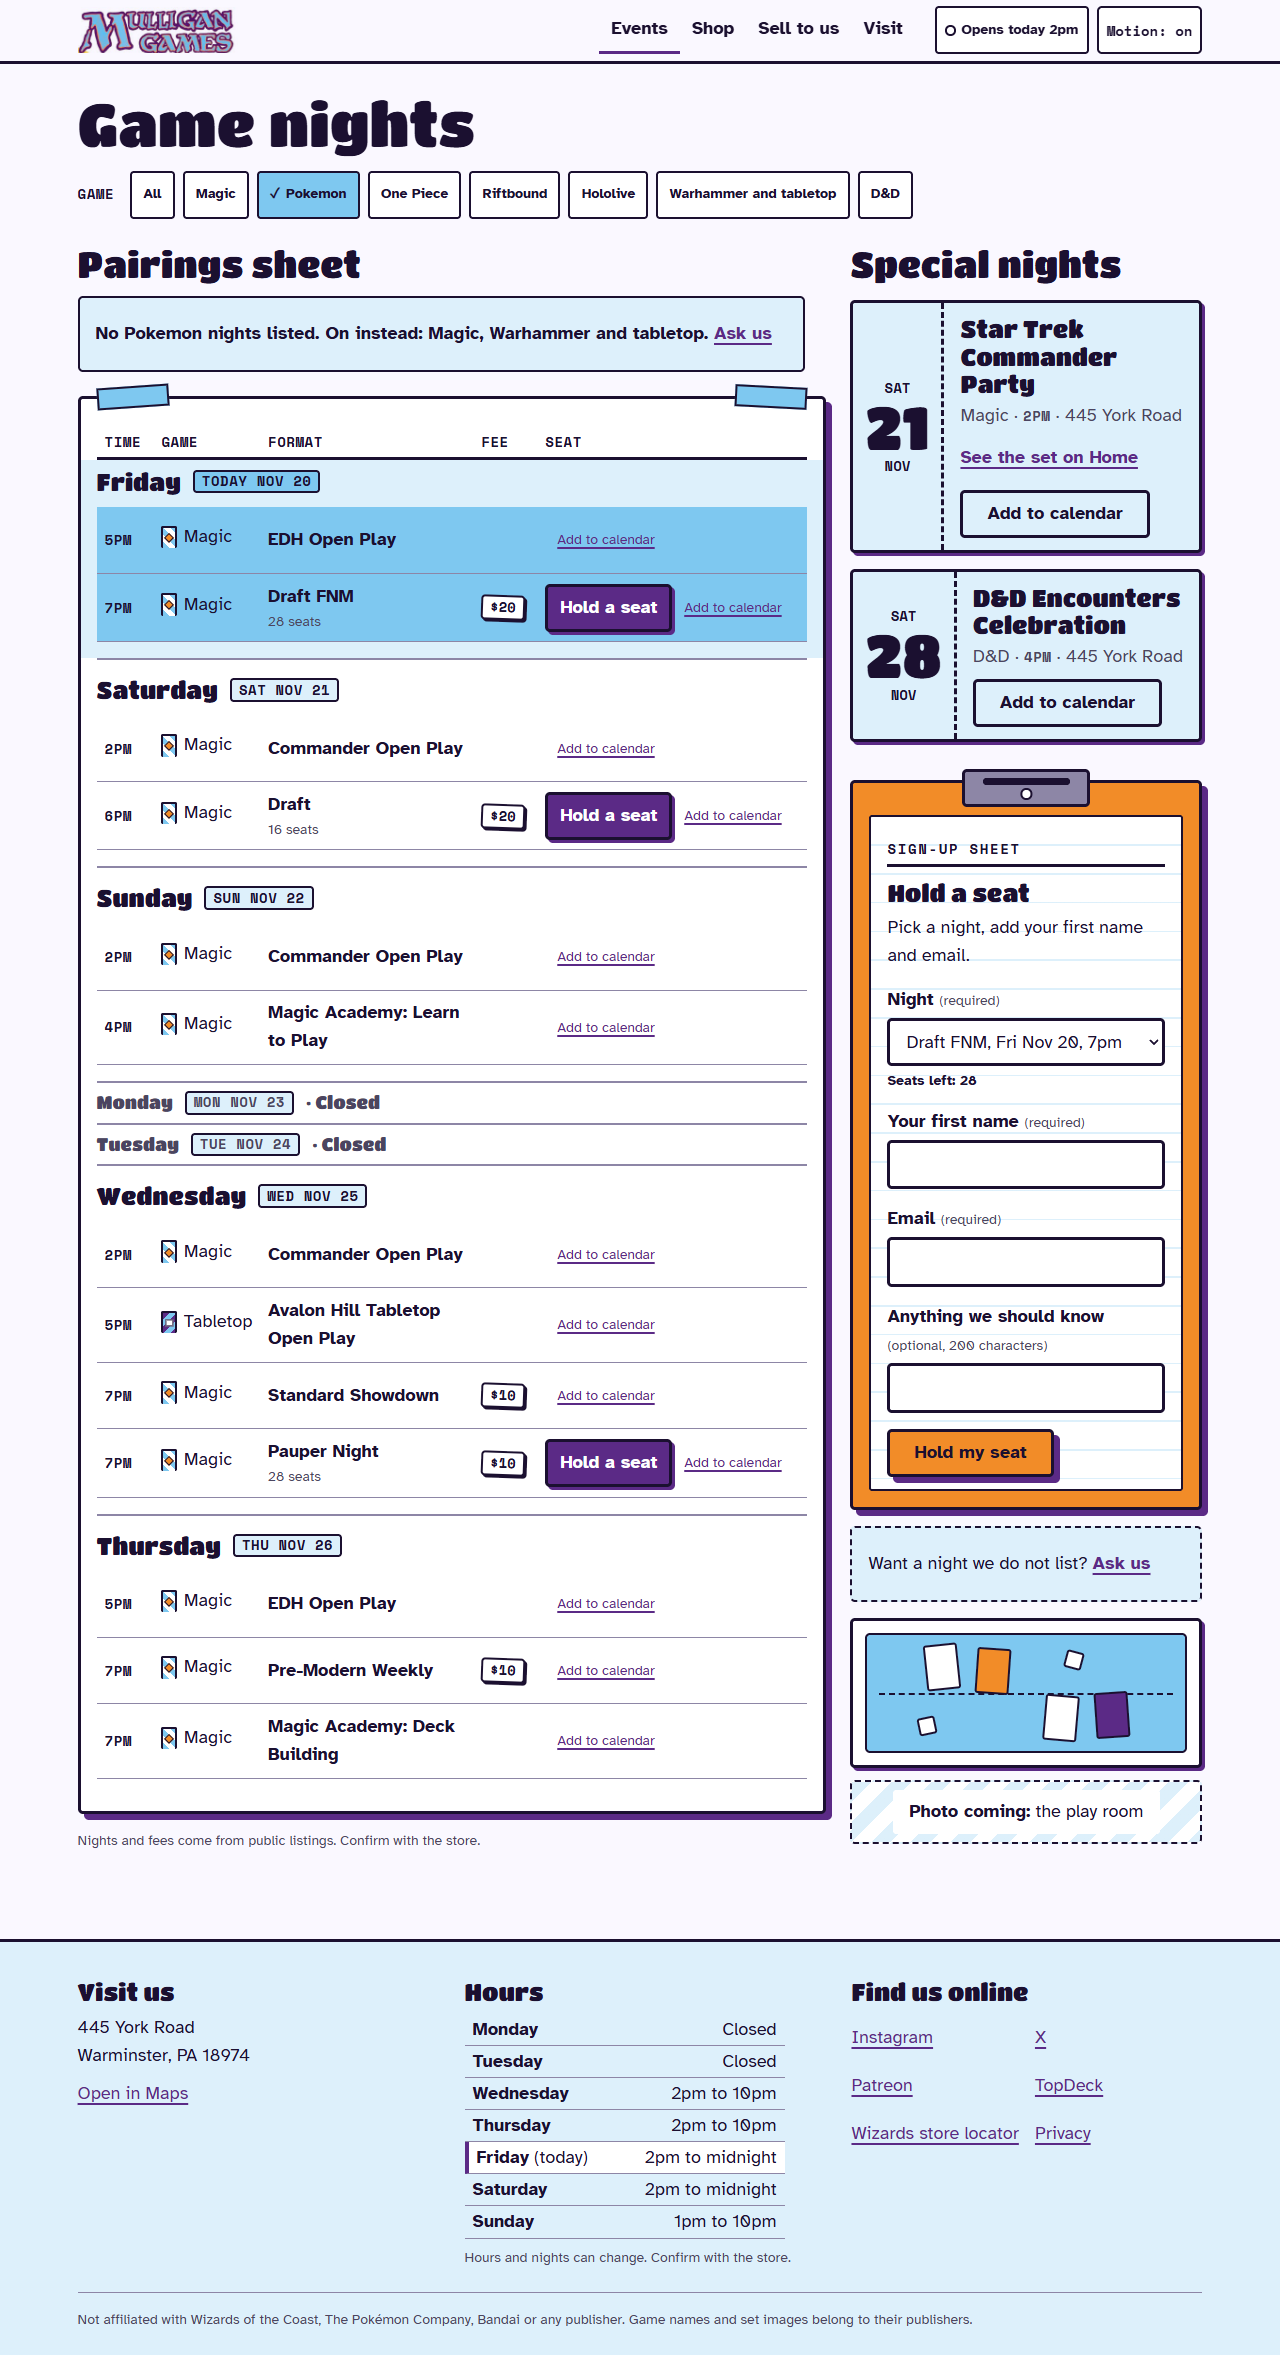 MULLIGAN GAMES
Events Shop Sell to us Visit Opens today 2pm Motion: on
Game nights
GAME All Magic ✓ Pokemon One Piece Riftbound Hololive Warhammer and tabletop D&D
Pairings sheet
No Pokemon nights listed. On instead: Magic, Warhammer and tabletop. Ask us
TIME GAME FORMAT FEE SEAT
Friday TODAY NOV 20
5PM Magic EDH Open Play Add to calendar
7PM Magic Draft FNM 28 seats $20 Hold a seat Add to calendar
Saturday SAT NOV 21
2PM Magic Commander Open Play Add to calendar
6PM Magic Draft 16 seats $20 Hold a seat Add to calendar
Sunday SUN NOV 22
2PM Magic Commander Open Play Add to calendar
4PM Magic Magic Academy: Learn to Play Add to calendar
Monday MON NOV 23 · Closed
Tuesday TUE NOV 24 · Closed
Wednesday WED NOV 25
2PM Magic Commander Open Play Add to calendar
5PM Tabletop Avalon Hill Tabletop Open Play Add to calendar
7PM Magic Standard Showdown $10 Add to calendar
7PM Magic Pauper Night 28 seats $10 Hold a seat Add to calendar
Thursday THU NOV 26
5PM Magic EDH Open Play Add to calendar
7PM Magic Pre-Modern Weekly $10 Add to calendar
7PM Magic Magic Academy: Deck Building Add to calendar
Nights and fees come from public listings. Confirm with the store.
Special nights
SAT
21
NOV
Star Trek
Commander
Party
Magic · 2PM · 445 York Road
See the set on Home
Add to calendar
SAT
28
NOV
D&D Encounters
Celebration
D&D · 4PM · 445 York Road
Add to calendar
SIGN-UP SHEET
Hold a seat
Pick a night, add your first name
and email.
Night (required)
Draft FNM, Fri Nov 20, 7pm
Seats left: 28
Your first name (required)
Email (required)
Anything we should know
(optional, 200 characters)
Hold my seat
Want a night we do not list? Ask us
Photo coming: the play room
Visit us
445 York Road
Warminster, PA 18974
Open in Maps
Hours
Monday Closed
Tuesday Closed
Wednesday 2pm to 10pm
Thursday 2pm to 10pm
Friday (today) 2pm to midnight
Saturday 2pm to midnight
Sunday 1pm to 10pm
Hours and nights can change. Confirm with the store.
Find us online
Instagram X
Patreon TopDeck
Wizards store locator Privacy
Not affiliated with Wizards of the Coast, The Pokémon Company, Bandai or any publisher. Game names and set images belong to their publishers.